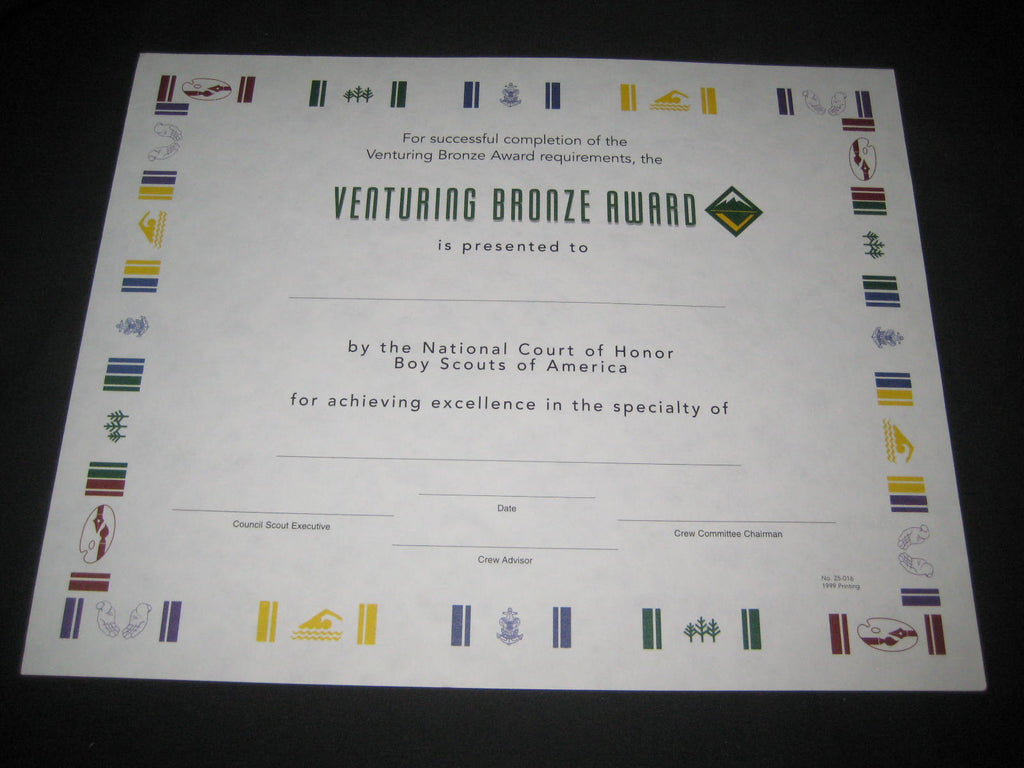 For successful completion of the
Venturing Bronze Award requirements, the
VENTURING BRONZE AWARD
is presented to
by the National Court of Honor
Boy Scouts of America
for achieving excellence in the specialty of
Date
Council Scout Executive
Crew Committee Chairman
Crew Advisor
No. 25-016
1999 Printing